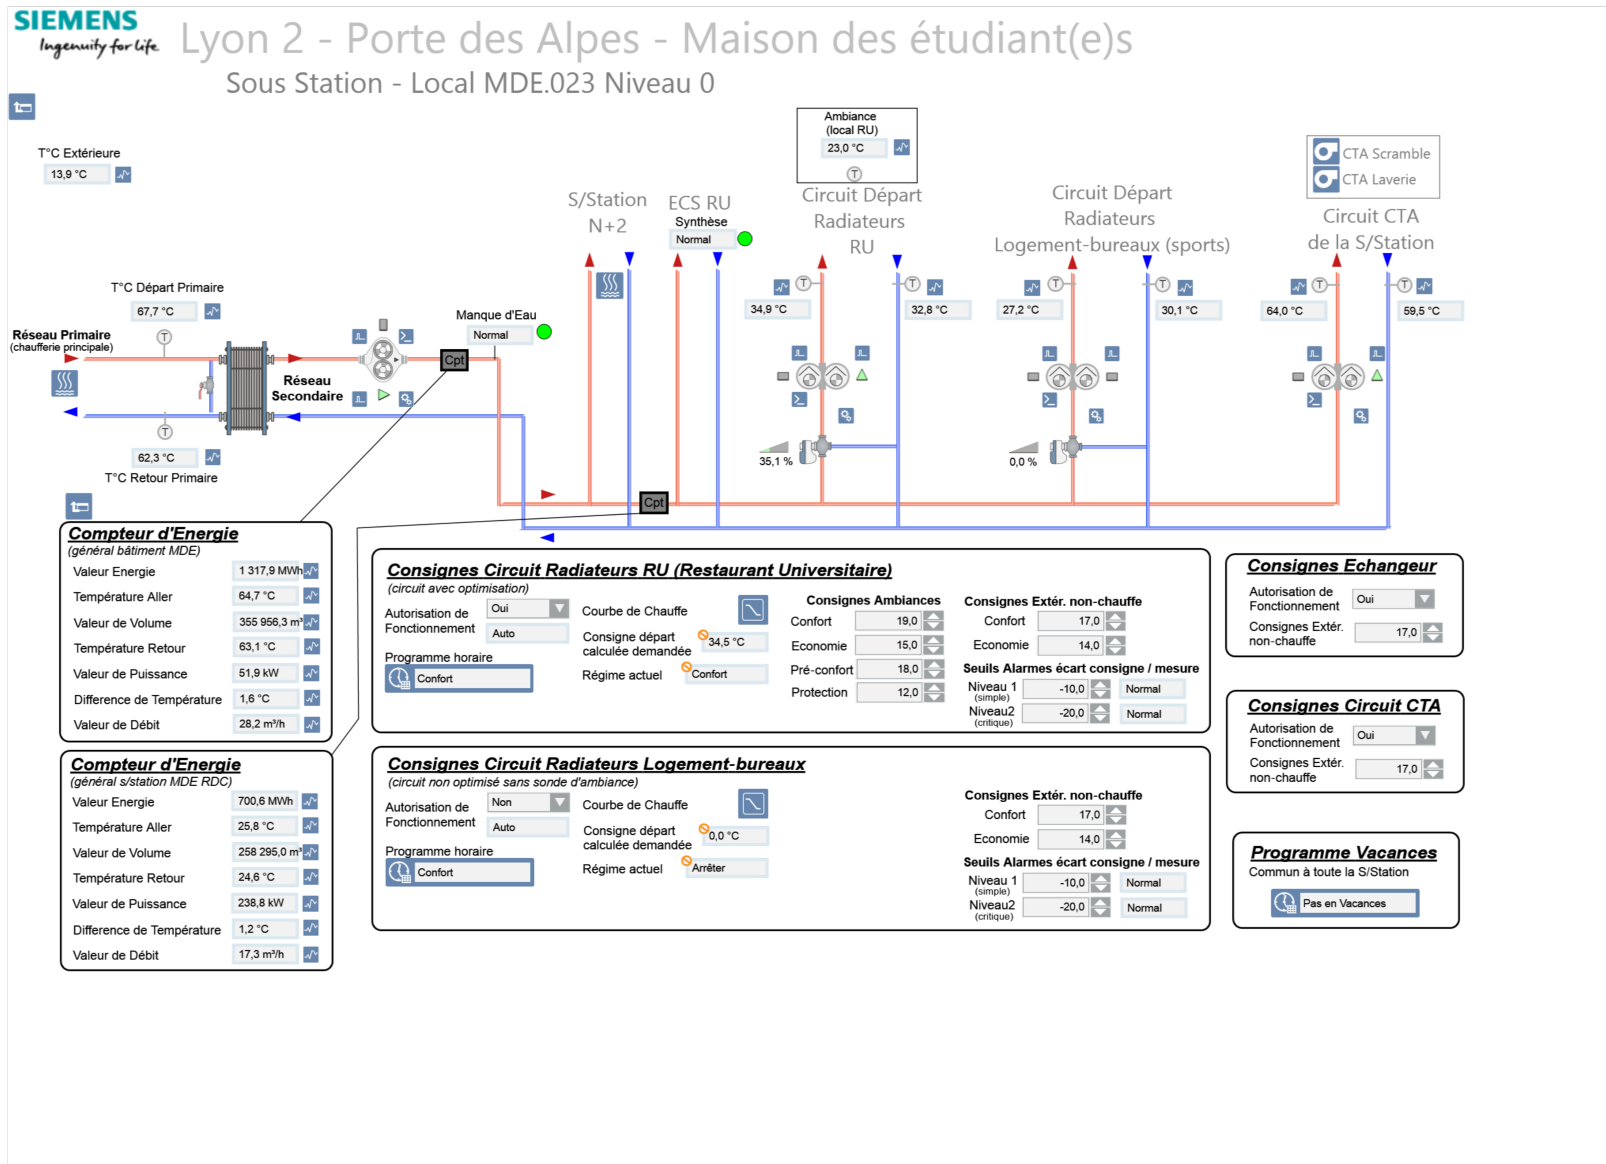 SIEMENS
Ingenuity for life
Lyon 2 - Porte des Alpes - Maison des étudiant(e)s
Sous Station - Local MDE.023 Niveau 0
T°C Extérieure
13,9 °C
Ambiance
(local RU)
23,0 °C
T
CTA Scramble
CTA Laverie
S/Station
N+2
ECS RU
Synthèse
Normal
Circuit Départ
Radiateurs
RU
Circuit Départ
Radiateurs
Logement-bureaux (sports)
Circuit CTA
de la S/Station
T°C Départ Primaire
67,7 °C
T
Réseau Primaire
(chaufferie principale)
Manque d'Eau
Normal
Cpt
Réseau
Secondaire
T
62,3 °C
T°C Retour Primaire
T
34,9 °C
T
32,8 °C
T
27,2 °C
T
30,1 °C
T
64,0 °C
T
59,5 °C
35,1 %
0,0 %
Cpt
Compteur d'Energie
(général bâtiment MDE)
Valeur Energie 1 317,9 MWh
Température Aller 64,7 °C
Valeur de Volume 355 956,3 m³
Température Retour 63,1 °C
Valeur de Puissance 51,9 kW
Difference de Température 1,6 °C
Valeur de Débit 28,2 m³/h
Compteur d'Energie
(général s/station MDE RDC)
Valeur Energie 700,6 MWh
Température Aller 25,8 °C
Valeur de Volume 258 295,0 m³
Température Retour 24,6 °C
Valeur de Puissance 238,8 kW
Difference de Température 1,2 °C
Valeur de Débit 17,3 m³/h
Consignes Circuit Radiateurs RU (Restaurant Universitaire)
(circuit avec optimisation)
Autorisation de
Fonctionnement
Oui
Auto
Programme horaire
Confort
Courbe de Chauffe
Consigne départ
calculée demandée
34,5 °C
Régime actuel
Confort
Consignes Ambiances
Confort 19,0
Economie 15,0
Pré-confort 18,0
Protection 12,0
Consignes Extér. non-chauffe
Confort 17,0
Economie 14,0
Seuils Alarmes écart consigne / mesure
Niveau 1
(simple)
-10,0
Normal
Niveau2
(critique)
-20,0
Normal
Consignes Circuit Radiateurs Logement-bureaux
(circuit non optimisé sans sonde d'ambiance)
Autorisation de
Fonctionnement
Non
Auto
Programme horaire
Confort
Courbe de Chauffe
Consigne départ
calculée demandée
0,0 °C
Régime actuel
Arrêter
Consignes Extér. non-chauffe
Confort 17,0
Economie 14,0
Seuils Alarmes écart consigne / mesure
Niveau 1
(simple)
-10,0
Normal
Niveau2
(critique)
-20,0
Normal
Consignes Echangeur
Autorisation de
Fonctionnement
Oui
Consignes Extér.
non-chauffe
17,0
Consignes Circuit CTA
Autorisation de
Fonctionnement
Oui
Consignes Extér.
non-chauffe
17,0
Programme Vacances
Commun à toute la S/Station
Pas en Vacances